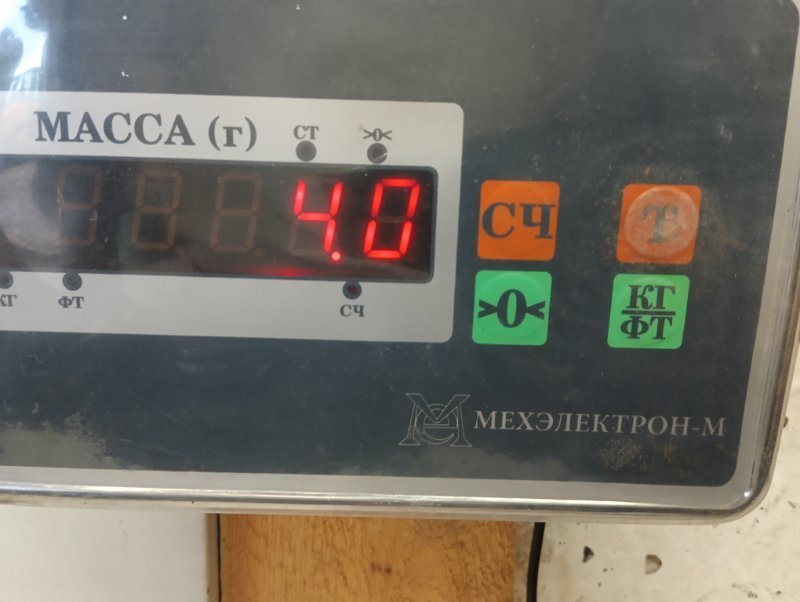 МАССА (г)
СТ >0<
4.0
КГ ФТ СЧ
СЧ Т
>0< КГ
ФТ
МЕХЭЛЕКТРОН-М